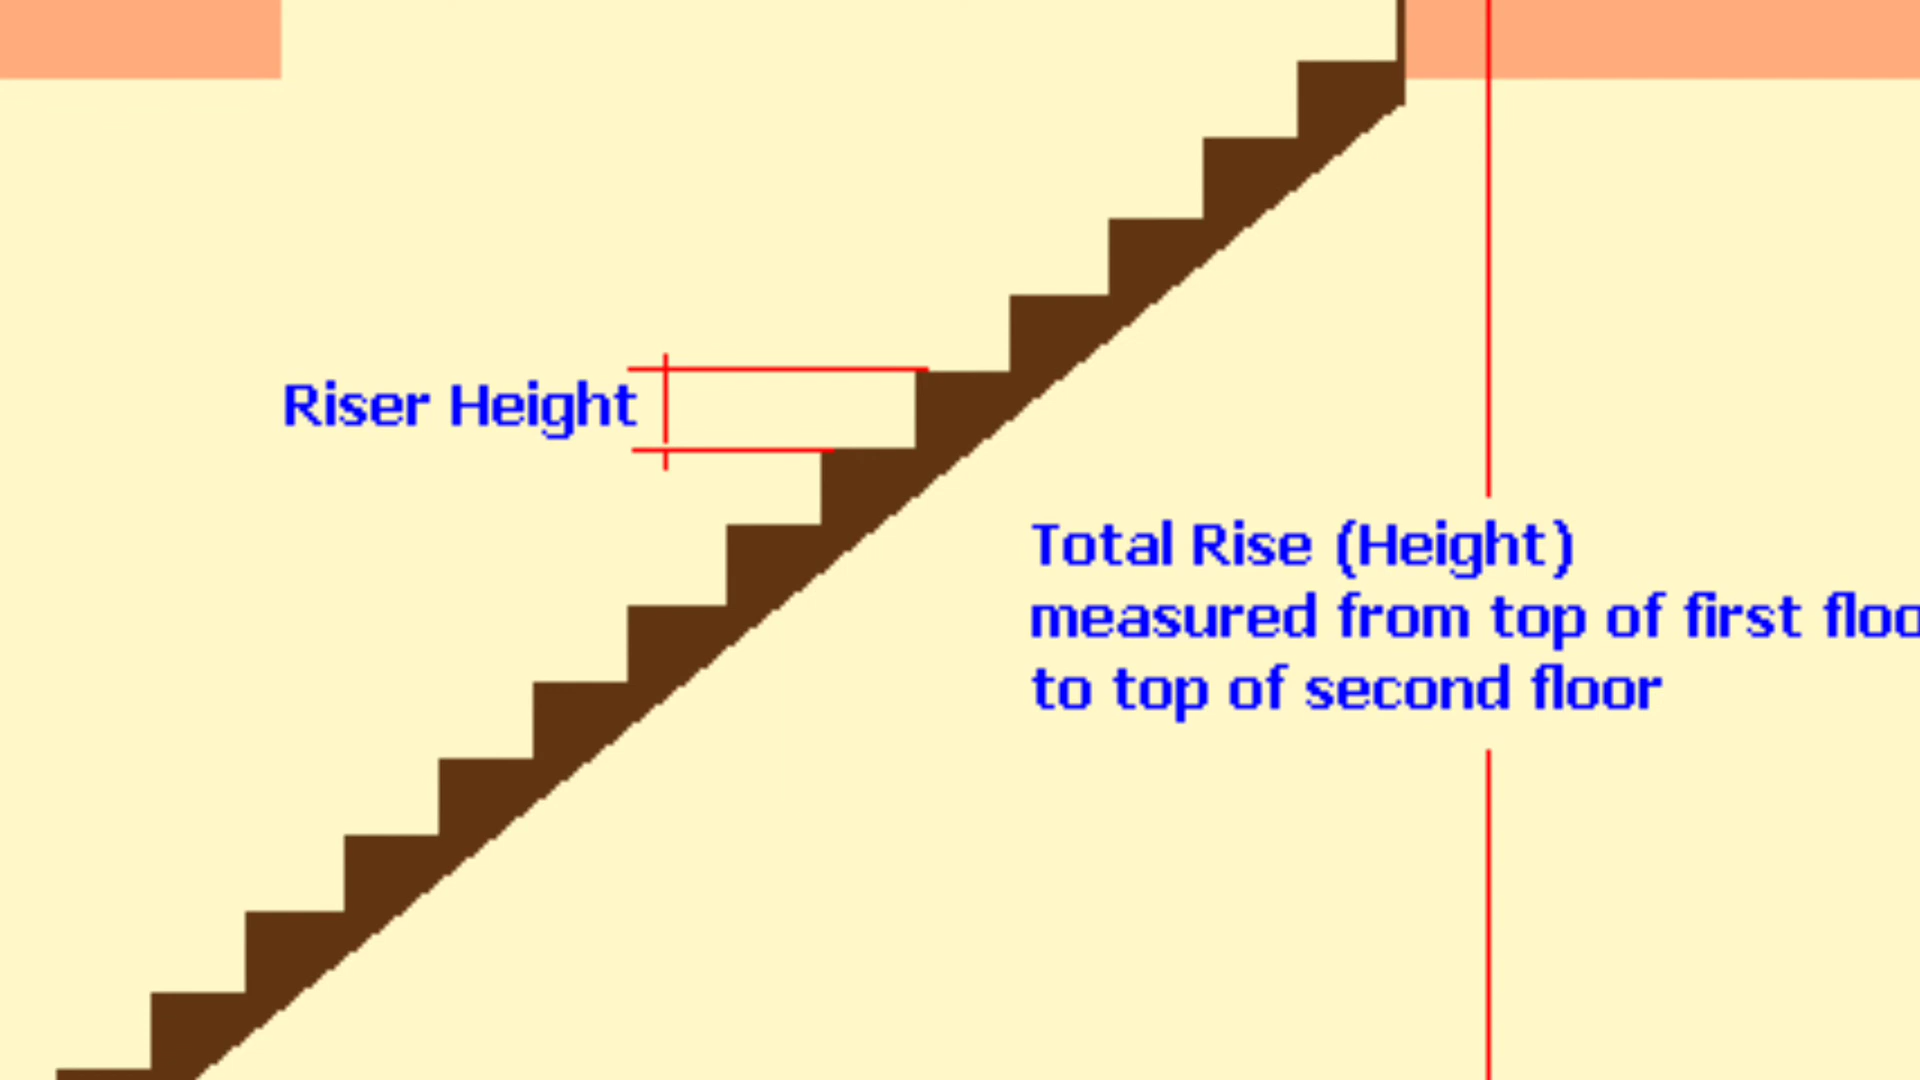 Riser Height
Total Rise (Height)
measured from top of first floo
to top of second floor